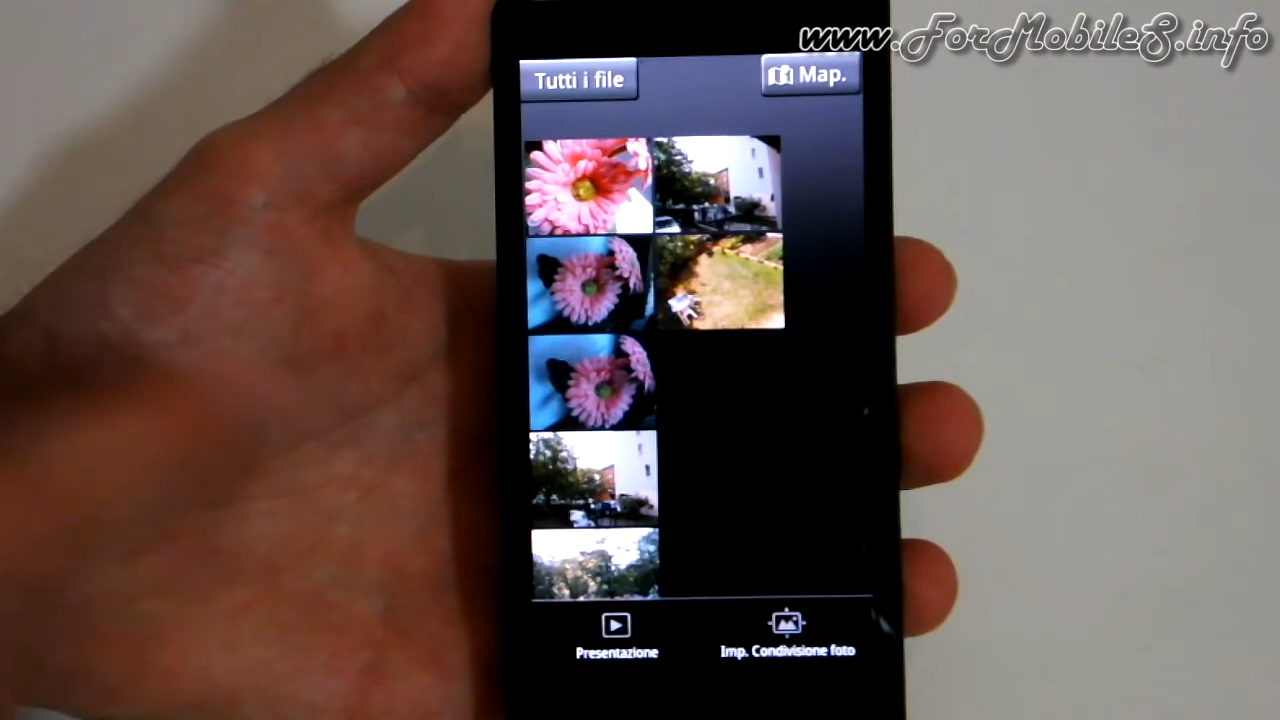 www.ForMobileS.info
Tutti i file
Map.
Presentazione
Imp. Condivisione foto